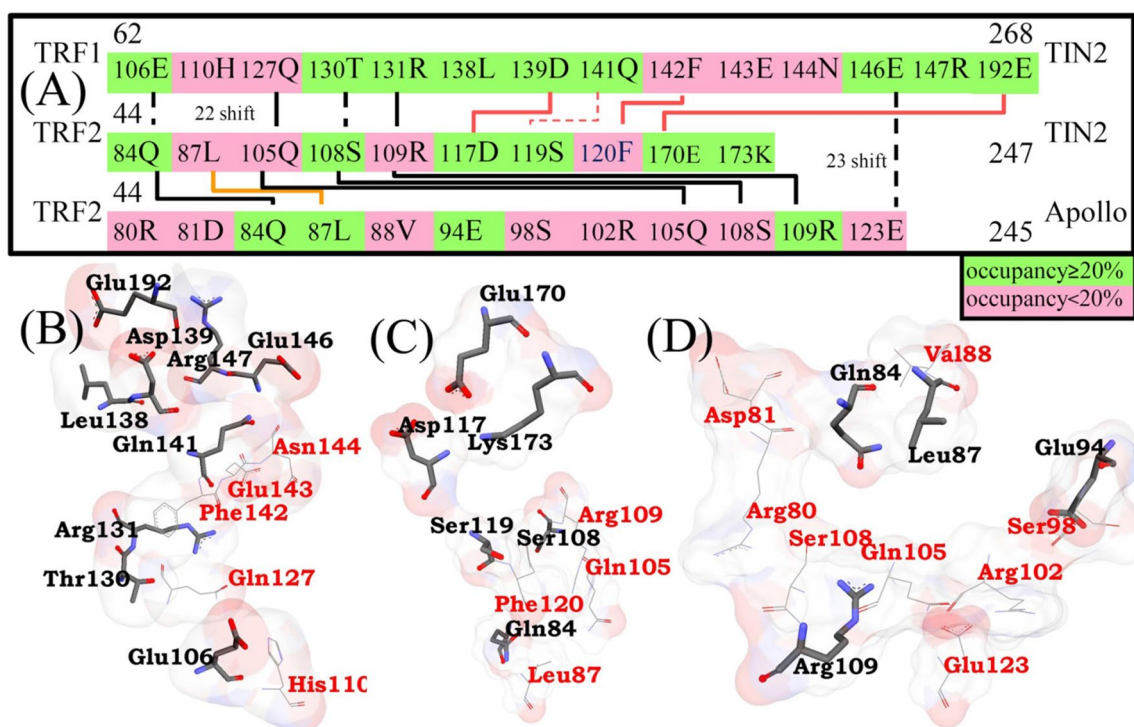 62 268
TRF1 TIN2
(A)
106E 110H 127Q 130T 131R 138L 139D 141Q 142F 143E 144N 146E 147R 192E
44 22 shift
TRF2 TIN2
84Q 87L 105Q 108S 109R 117D 119S 120F 170E 173K
23 shift 247
44
TRF2 Apollo
80R 81D 84Q 87L 88V 94E 98S 102R 105Q 108S 109R 123E
245
occupancy≥20%
occupancy<20%
(B)
Glu192
Asp139
Arg147
Glu146
Leu138
Gln141
Asn144
Glu143
Phe142
Arg131
Thr130
Gln127
Glu106
His110
(C)
Glu170
Asp117
Lys173
Ser119
Arg109
Ser108
Gln105
Phe120
Gln84
Leu87
(D)
Val88
Gln84
Asp81
Leu87
Glu94
Arg80
Ser98
Ser108
Gln105
Arg102
Arg109
Glu123